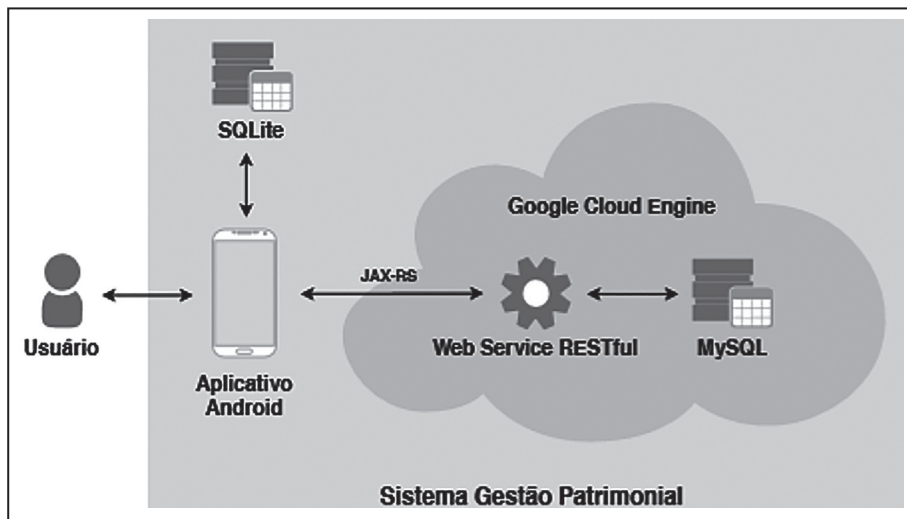 SQLite
Google Cloud Engine
JAX-RS
Usuário
Aplicativo
Android
Web Service RESTful
MySQL
Sistema Gestão Patrimonial